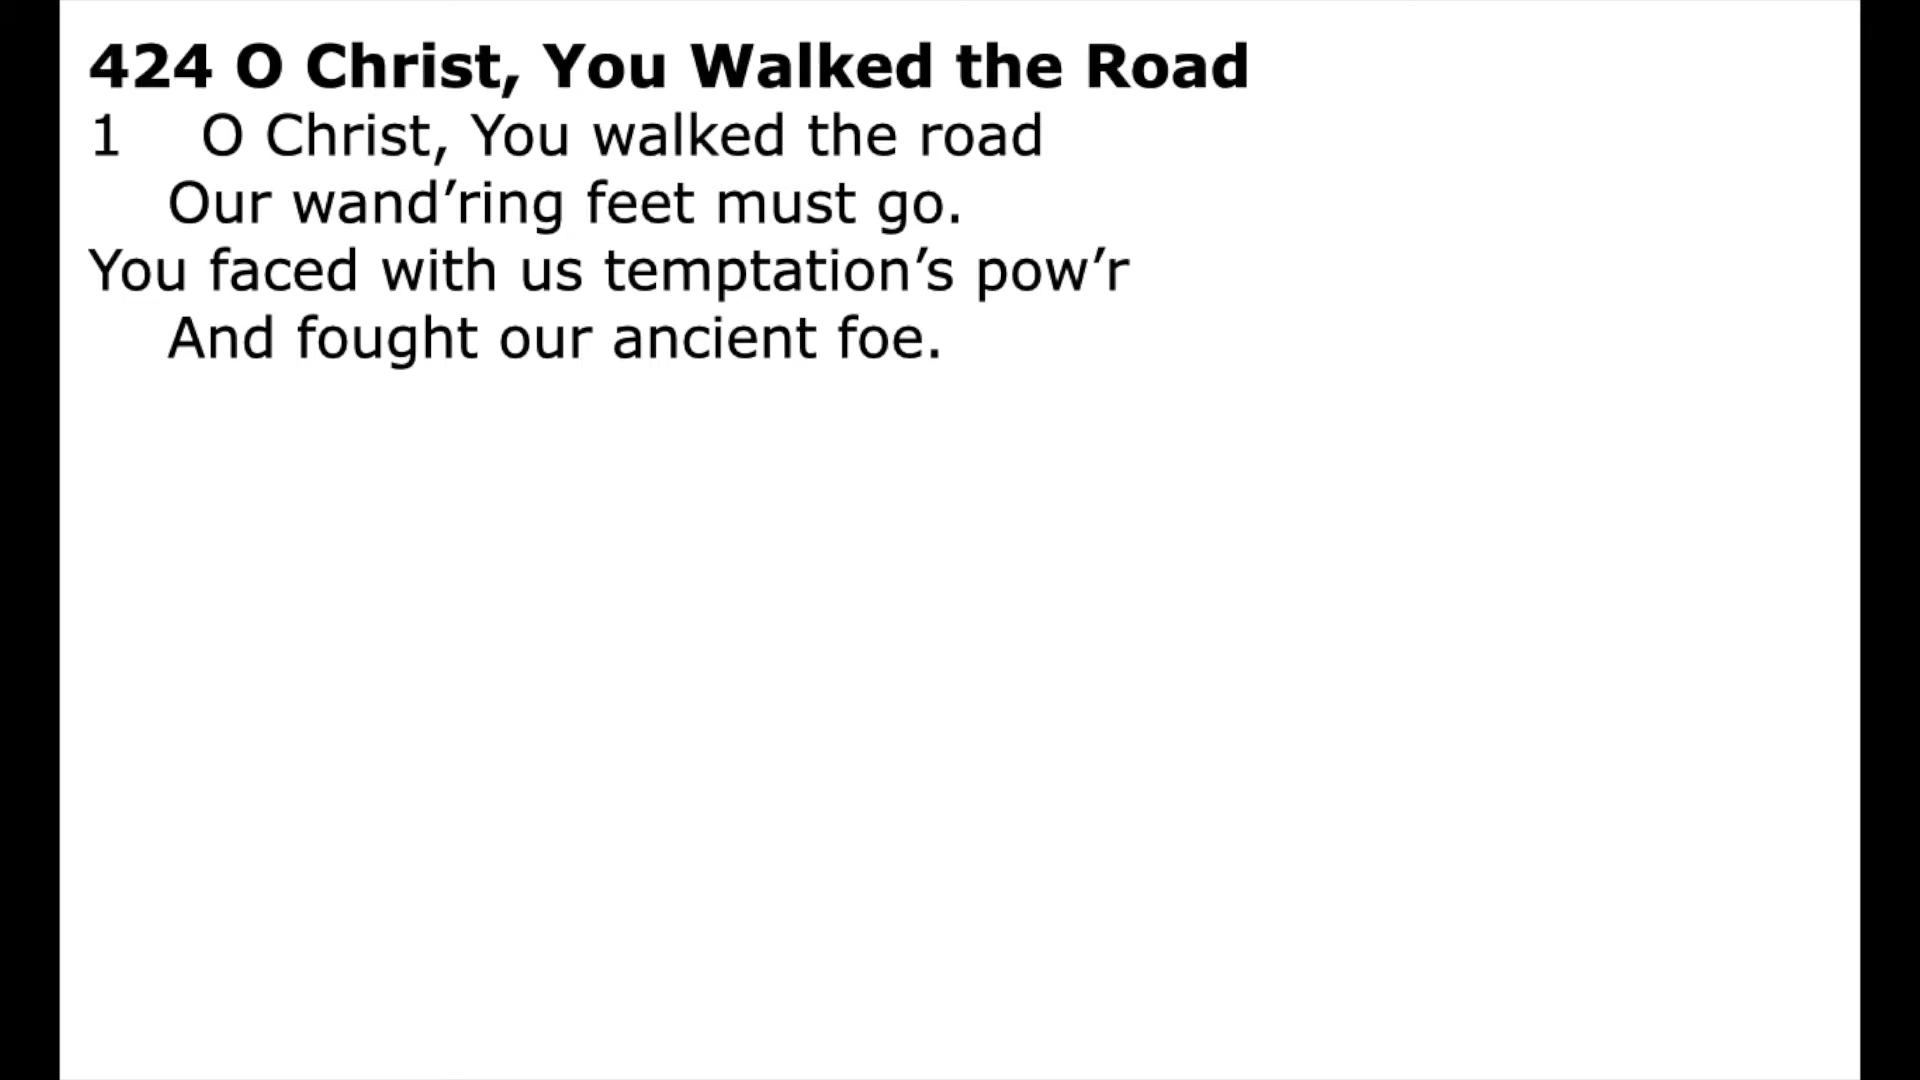 424 O Christ, You Walked the Road
1 O Christ, You walked the road
Our wand’ring feet must go.
You faced with us temptation’s pow’r
And fought our ancient foe.